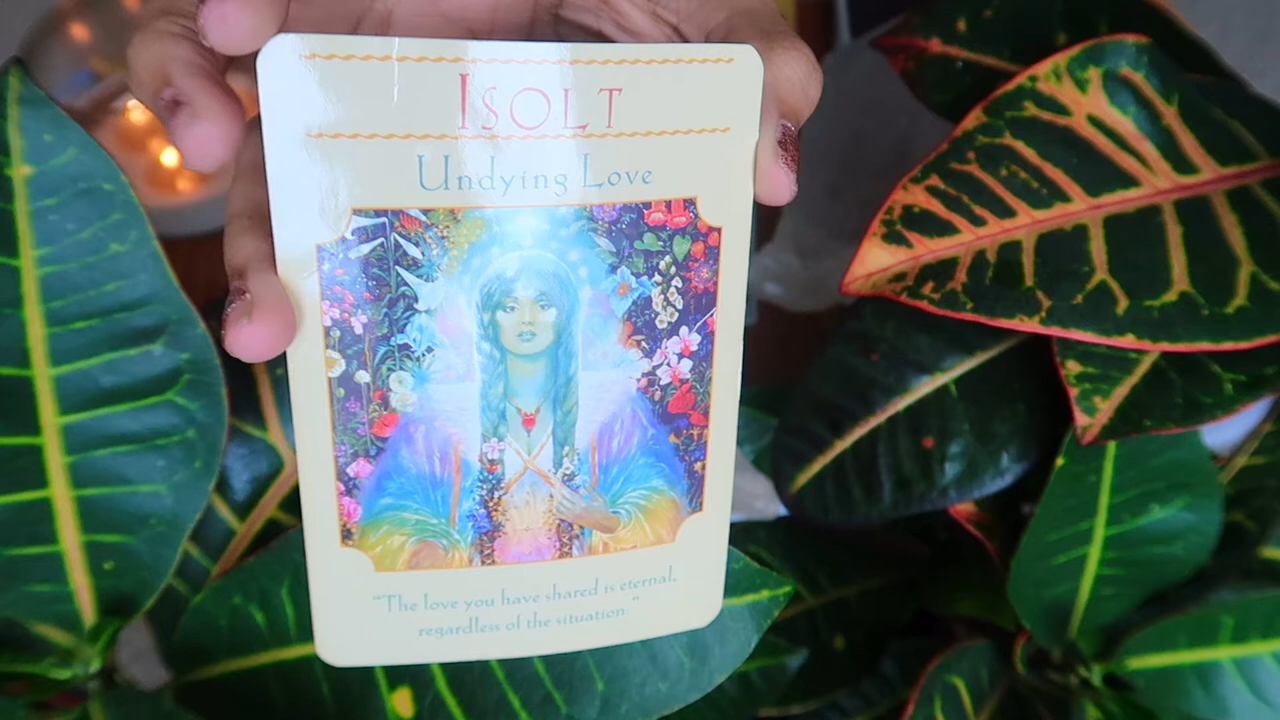 ISOLT
Undying Love
"The love you have shared is eternal,
regardless of the situation."